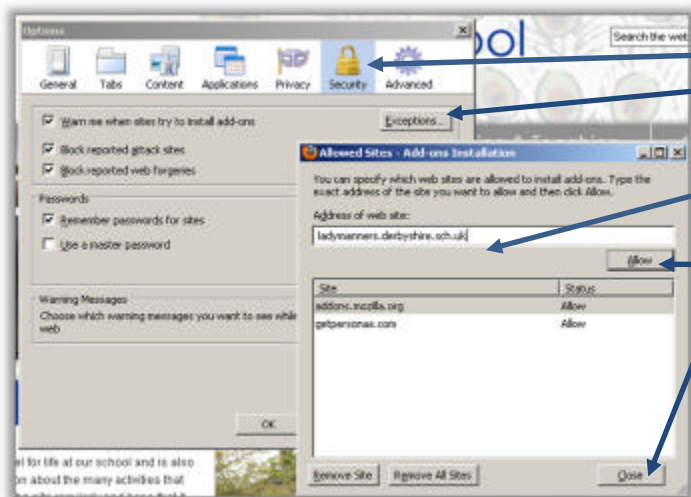 Options
ool
Search the web
General Tabs Content Applications Privacy Security Advanced
Warn me when sites try to install add-ons
Exceptions...
Block reported attack sites
Block reported web forgeries
Passwords
Remember passwords for sites
Use a master password
Warning Messages
Choose which warning messages you want to see while
web
OK
Allowed Sites - Add-ons Installation
You can specify which web sites are allowed to install add-ons. Type the
exact address of the site you want to allow and then click Allow.
Address of web site:
ladymanners.derbyshire.sch.uk
Allow
Site Status
addons.mozilla.org Allow
getpersonas.com Allow
Remove Site Remove All Sites Close
el for life at our school and is also
on about the many activities that